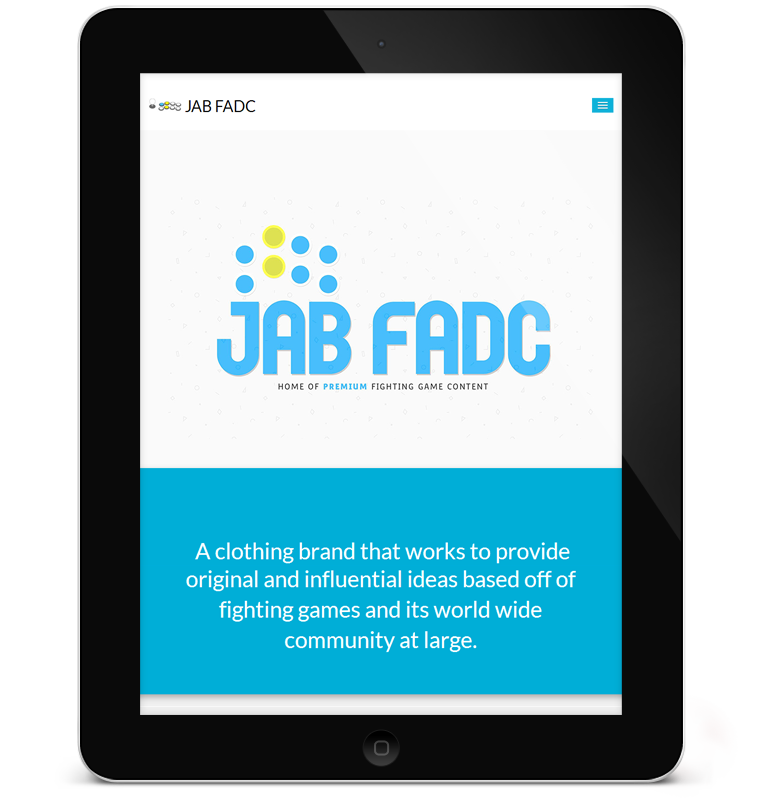 JAB FADC
JAB FADC
HOME OF PREMIUM FIGHTING GAME CONTENT
A clothing brand that works to provide
original and influential ideas based off of
fighting games and its world wide
community at large.